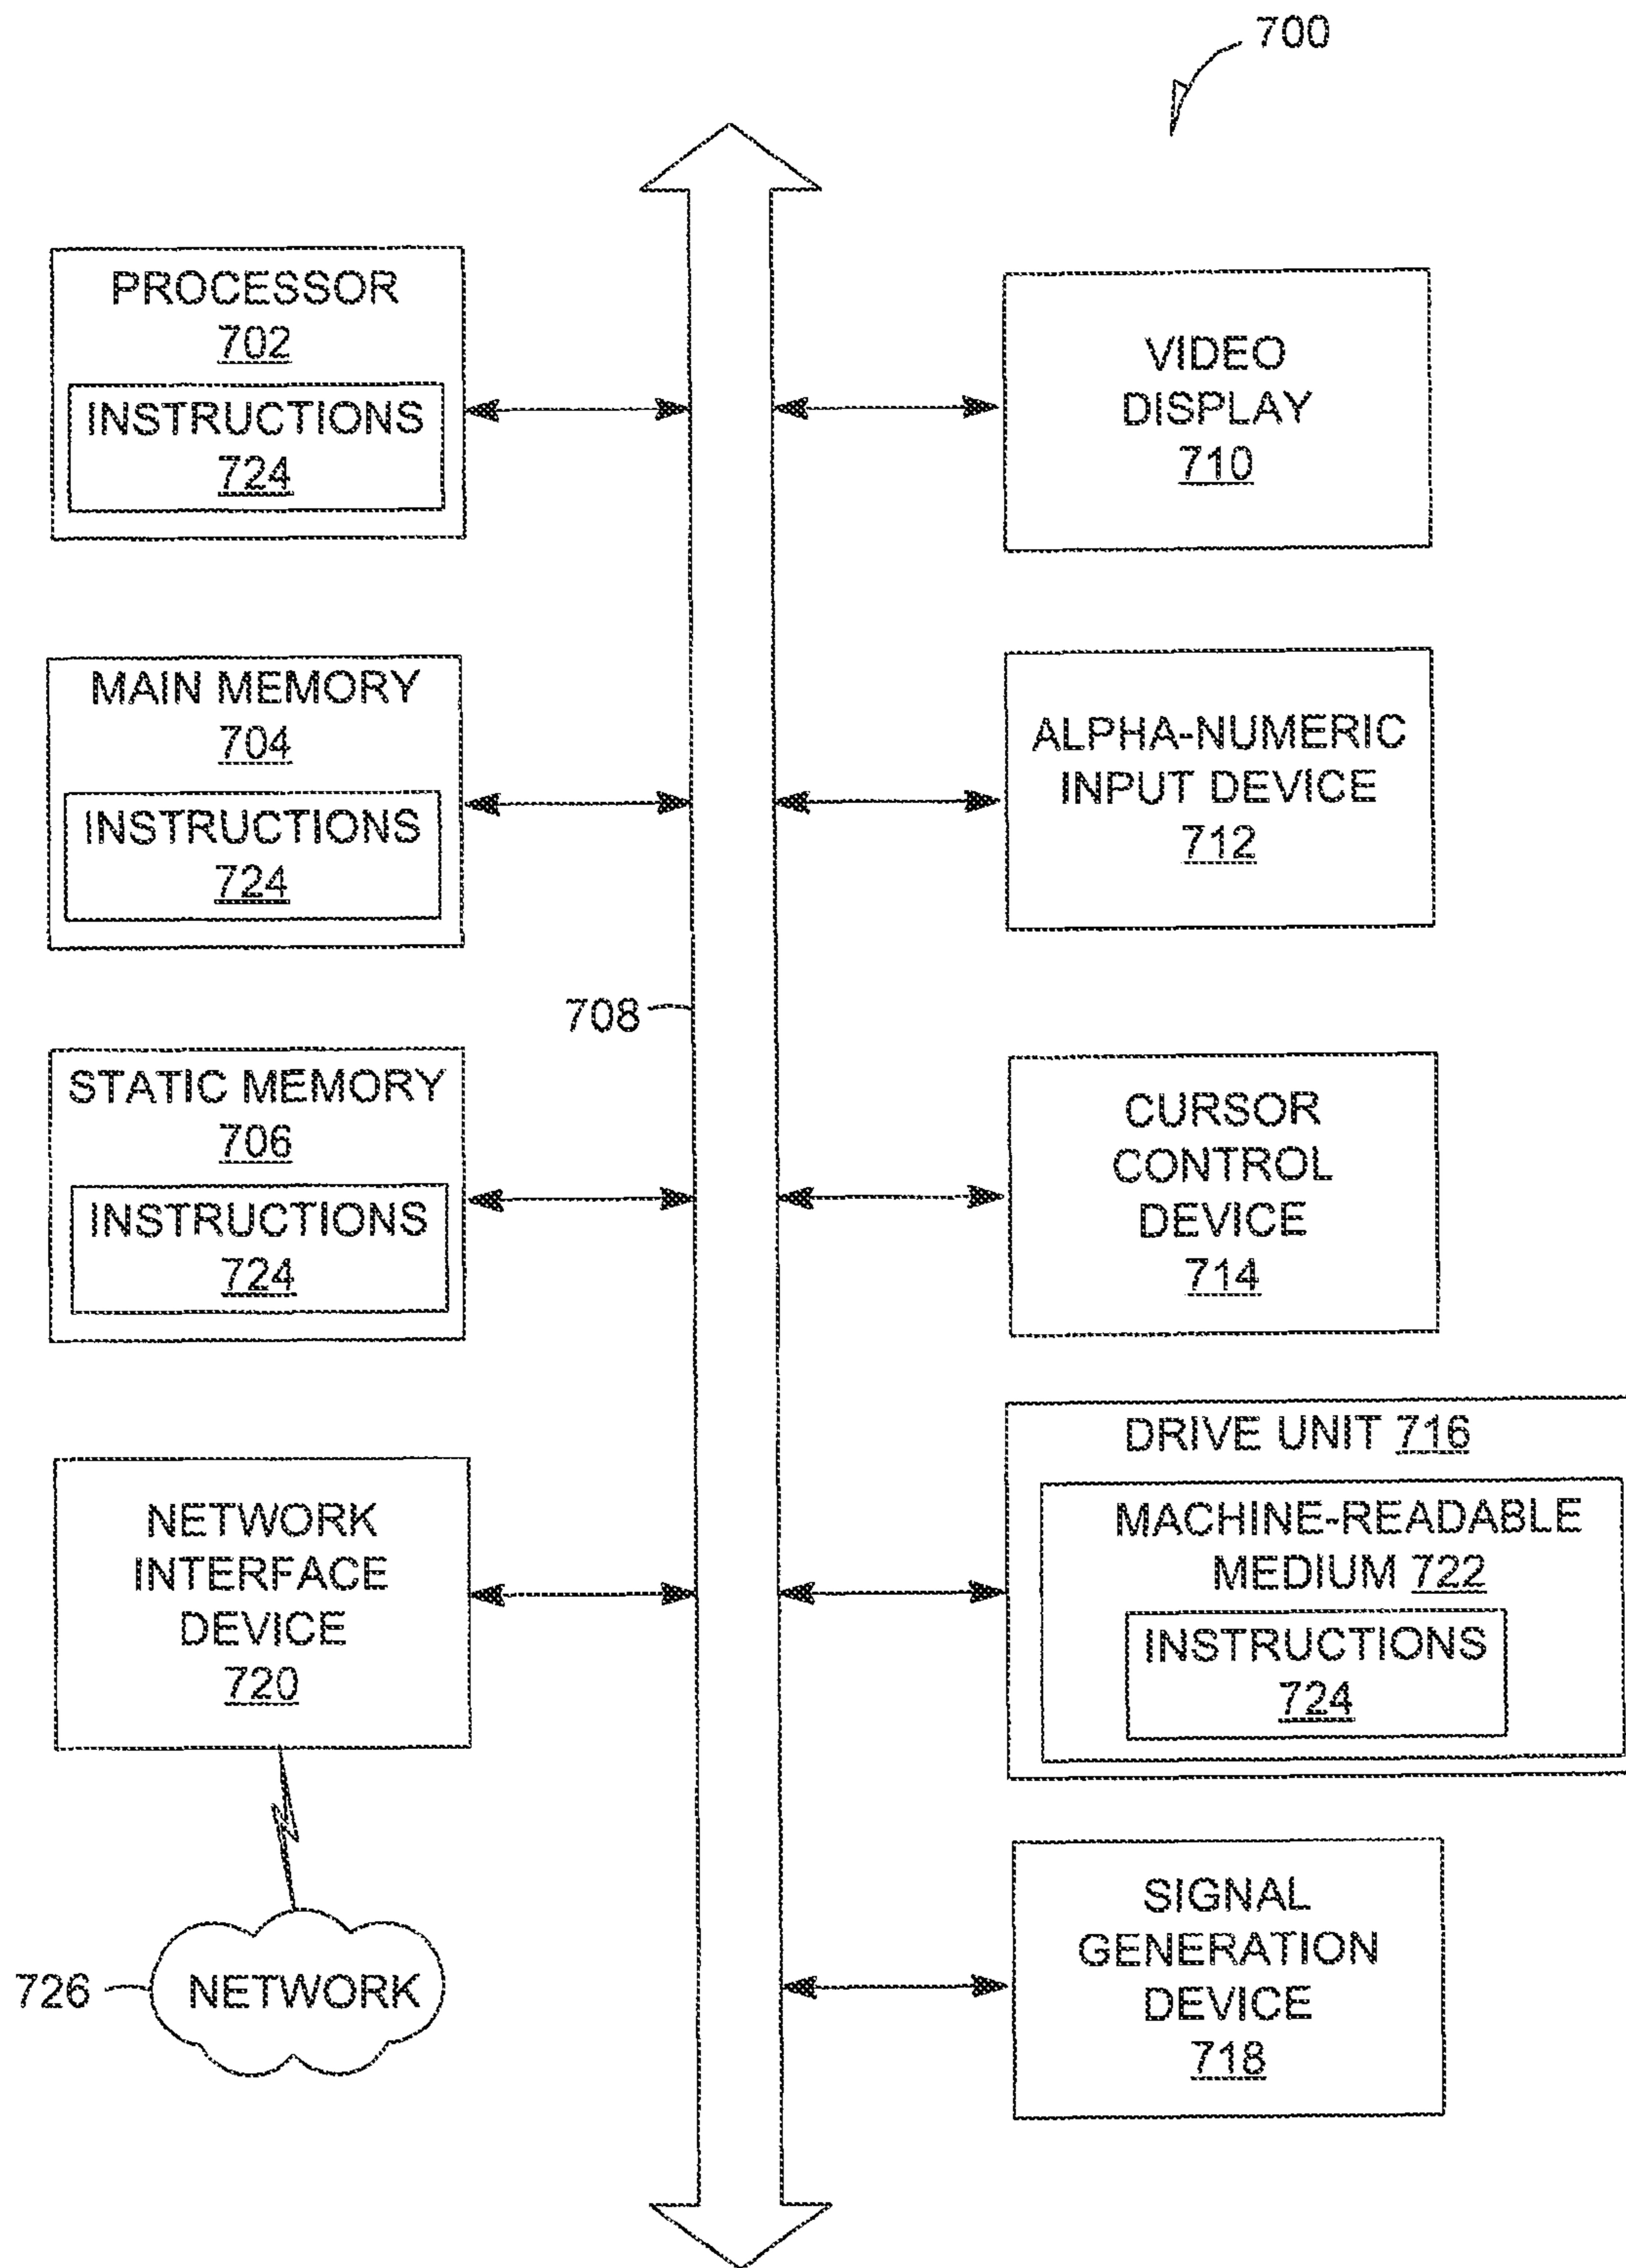 700
PROCESSOR
702
INSTRUCTIONS
724
MAIN MEMORY
704
INSTRUCTIONS
724
708
STATIC MEMORY
706
INSTRUCTIONS
724
NETWORK
INTERFACE
DEVICE
720
726
NETWORK
VIDEO
DISPLAY
710
ALPHA-NUMERIC
INPUT DEVICE
712
CURSOR
CONTROL
DEVICE
714
DRIVE UNIT 716
MACHINE-READABLE
MEDIUM 722
INSTRUCTIONS
724
SIGNAL
GENERATION
DEVICE
718